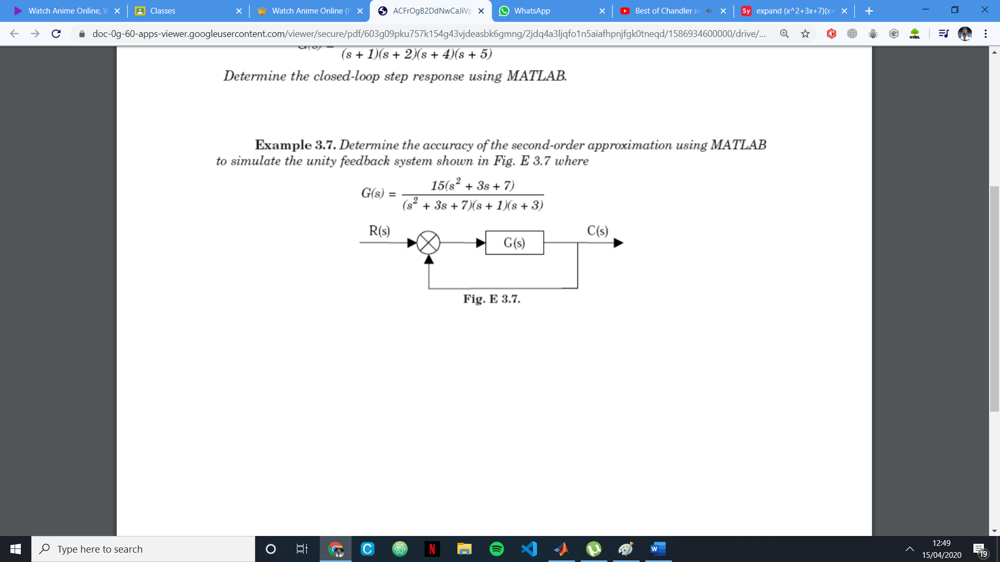 Watch Anime Online, W
Classes
Watch Anime Online (F
ACFrOgB2DdNwCaJiVp
WhatsApp
Best of Chandler in
Sy expand (x^2+3x+7)(x+
doc-0g-60-apps-viewer.googleusercontent.com/viewer/secure/pdf/603g09pku757k154g43vjdeasbk6gmng/2jdq4a3ljqfo1n5aiafhpnjfgk0tneqd/1586934600000/drive/...
HTML
G(s) =
(s + 1)(s + 2)(s + 4)(s + 5)
Determine the closed-loop step response using MATLAB.
Example 3.7. Determine the accuracy of the second-order approximation using MATLAB
to simulate the unity feedback system shown in Fig. E 3.7 where
15(s² + 3s + 7)
G(s) =
(s² + 3s + 7)(s + 1)(s + 3)
R(s)
C(s)
G(s)
Fig. E 3.7.
Type here to search
C
N
W
12:49
15/04/2020
19